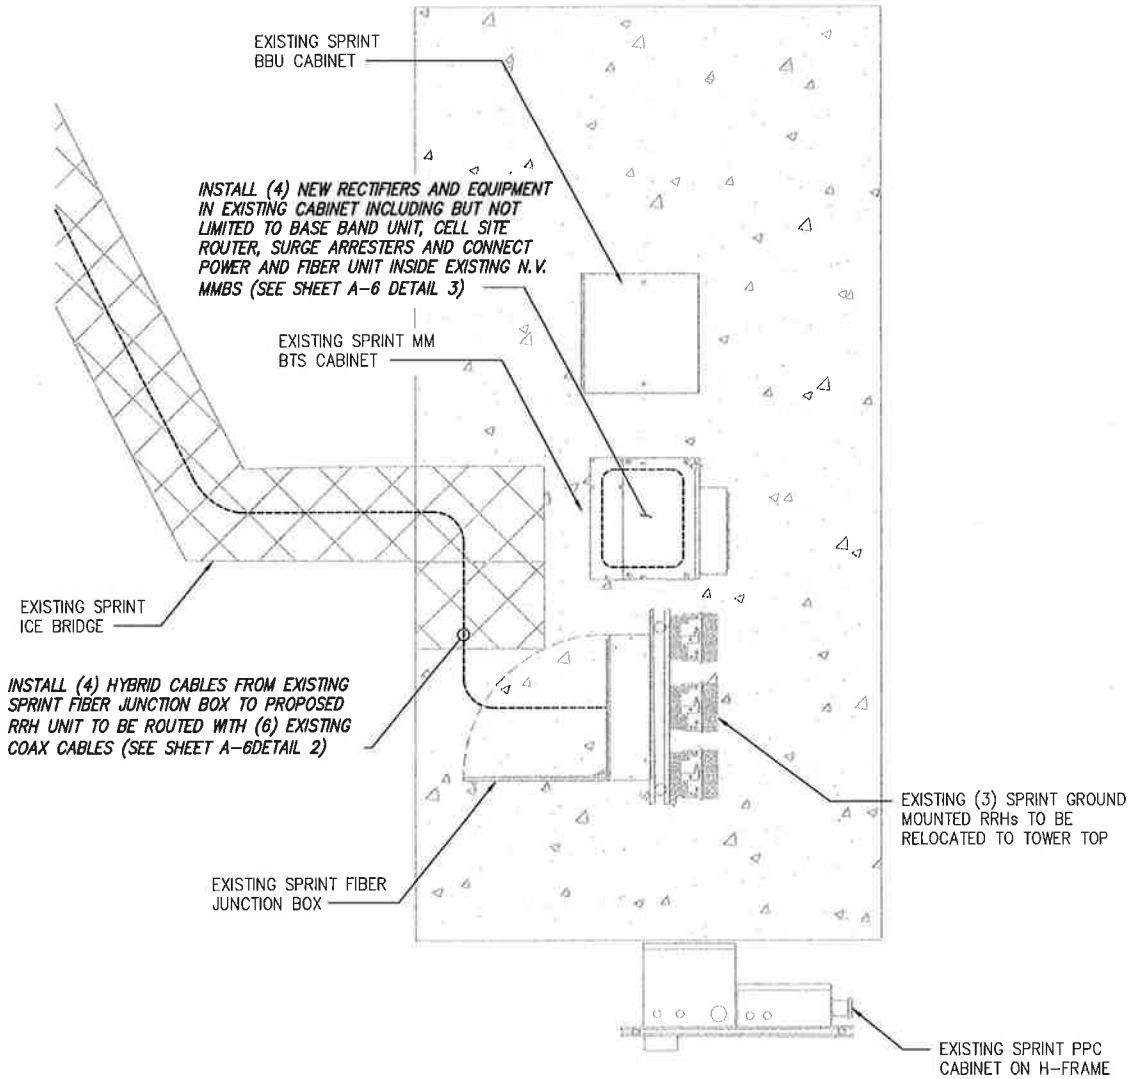 EXISTING SPRINT
BBU CABINET
INSTALL (4) NEW RECTIFIERS AND EQUIPMENT
IN EXISTING CABINET INCLUDING BUT NOT
LIMITED TO BASE BAND UNIT, CELL SITE
ROUTER, SURGE ARRESTERS AND CONNECT
POWER AND FIBER UNIT INSIDE EXISTING N.V.
MMBS (SEE SHEET A-6 DETAIL 3)
EXISTING SPRINT MM
BTS CABINET
EXISTING SPRINT
ICE BRIDGE
INSTALL (4) HYBRID CABLES FROM EXISTING
SPRINT FIBER JUNCTION BOX TO PROPOSED
RRH UNIT TO BE ROUTED WITH (6) EXISTING
COAX CABLES (SEE SHEET A-6DETAIL 2)
EXISTING (3) SPRINT GROUND
MOUNTED RRHs TO BE
RELOCATED TO TOWER TOP
EXISTING SPRINT FIBER
JUNCTION BOX
EXISTING SPRINT PPC
CABINET ON H-FRAME